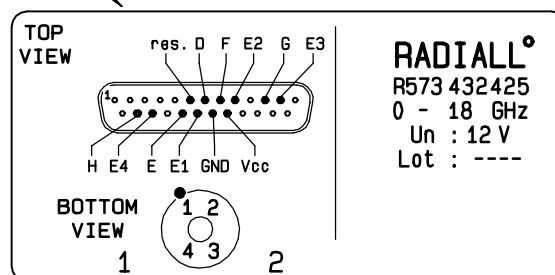 TOP VIEW
res. D F E2 G E3
1
H E4 E E1 GND Vcc
BOTTOM VIEW
1 2
4 3
1 2
RADIALL°
R573 432425
0 - 18 GHz
Un : 12 V
Lot : ----